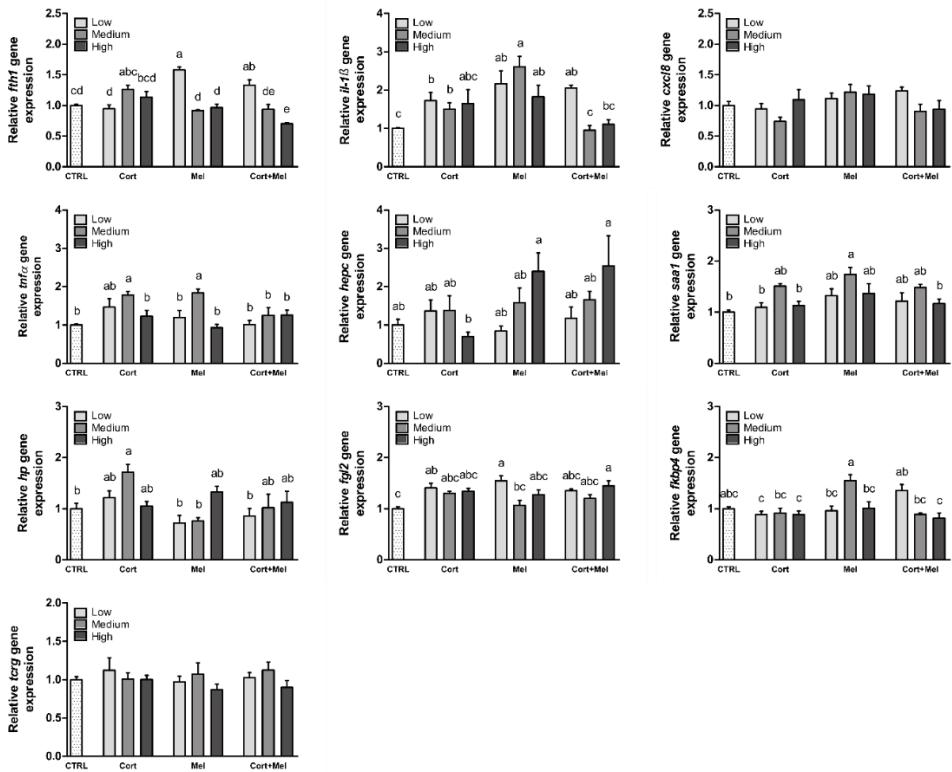 Relative fth1 gene
expression
2.5
2.0
1.5
1.0
0.5
0.0
Low
Medium
High
cd
d
abc
bcd
a
d
d
ab
de
e
CTRL
Cort
Mel
Cort+Mel
Relative il-1ß gene
expression
4
3
2
1
0
Low
Medium
High
c
b
b
abc
ab
a
ab
ab
c
bc
CTRL
Cort
Mel
Cort+Mel
Relative cxcl8 gene
expression
2.5
2.0
1.5
1.0
0.5
0.0
Low
Medium
High
CTRL
Cort
Mel
Cort+Mel
Relative tnfα gene
expression
4
3
2
1
0
Low
Medium
High
b
ab
a
b
b
a
b
b
b
b
CTRL
Cort
Mel
Cort+Mel
Relative hepc gene
expression
4
3
2
1
0
Low
Medium
High
ab
ab
ab
b
b
ab
a
ab
ab
a
CTRL
Cort
Mel
Cort+Mel
Relative saa1 gene
expression
3
2
1
0
Low
Medium
High
b
b
ab
b
ab
a
ab
ab
ab
b
CTRL
Cort
Mel
Cort+Mel
Relative hp gene
expression
3
2
1
0
Low
Medium
High
b
ab
a
ab
b
b
ab
b
ab
ab
CTRL
Cort
Mel
Cort+Mel
Relative fgl2 gene
expression
3
2
1
0
Low
Medium
High
c
ab
abc
abc
a
bc
abc
ab
abc
a
CTRL
Cort
Mel
Cort+Mel
Relative fkbp4 gene
expression
3
2
1
0
Low
Medium
High
abc
c
bc
c
bc
a
bc
ab
c
c
CTRL
Cort
Mel
Cort+Mel
Relative tcrg gene
expression
2.0
1.5
1.0
0.5
0.0
Low
Medium
High
CTRL
Cort
Mel
Cort+Mel